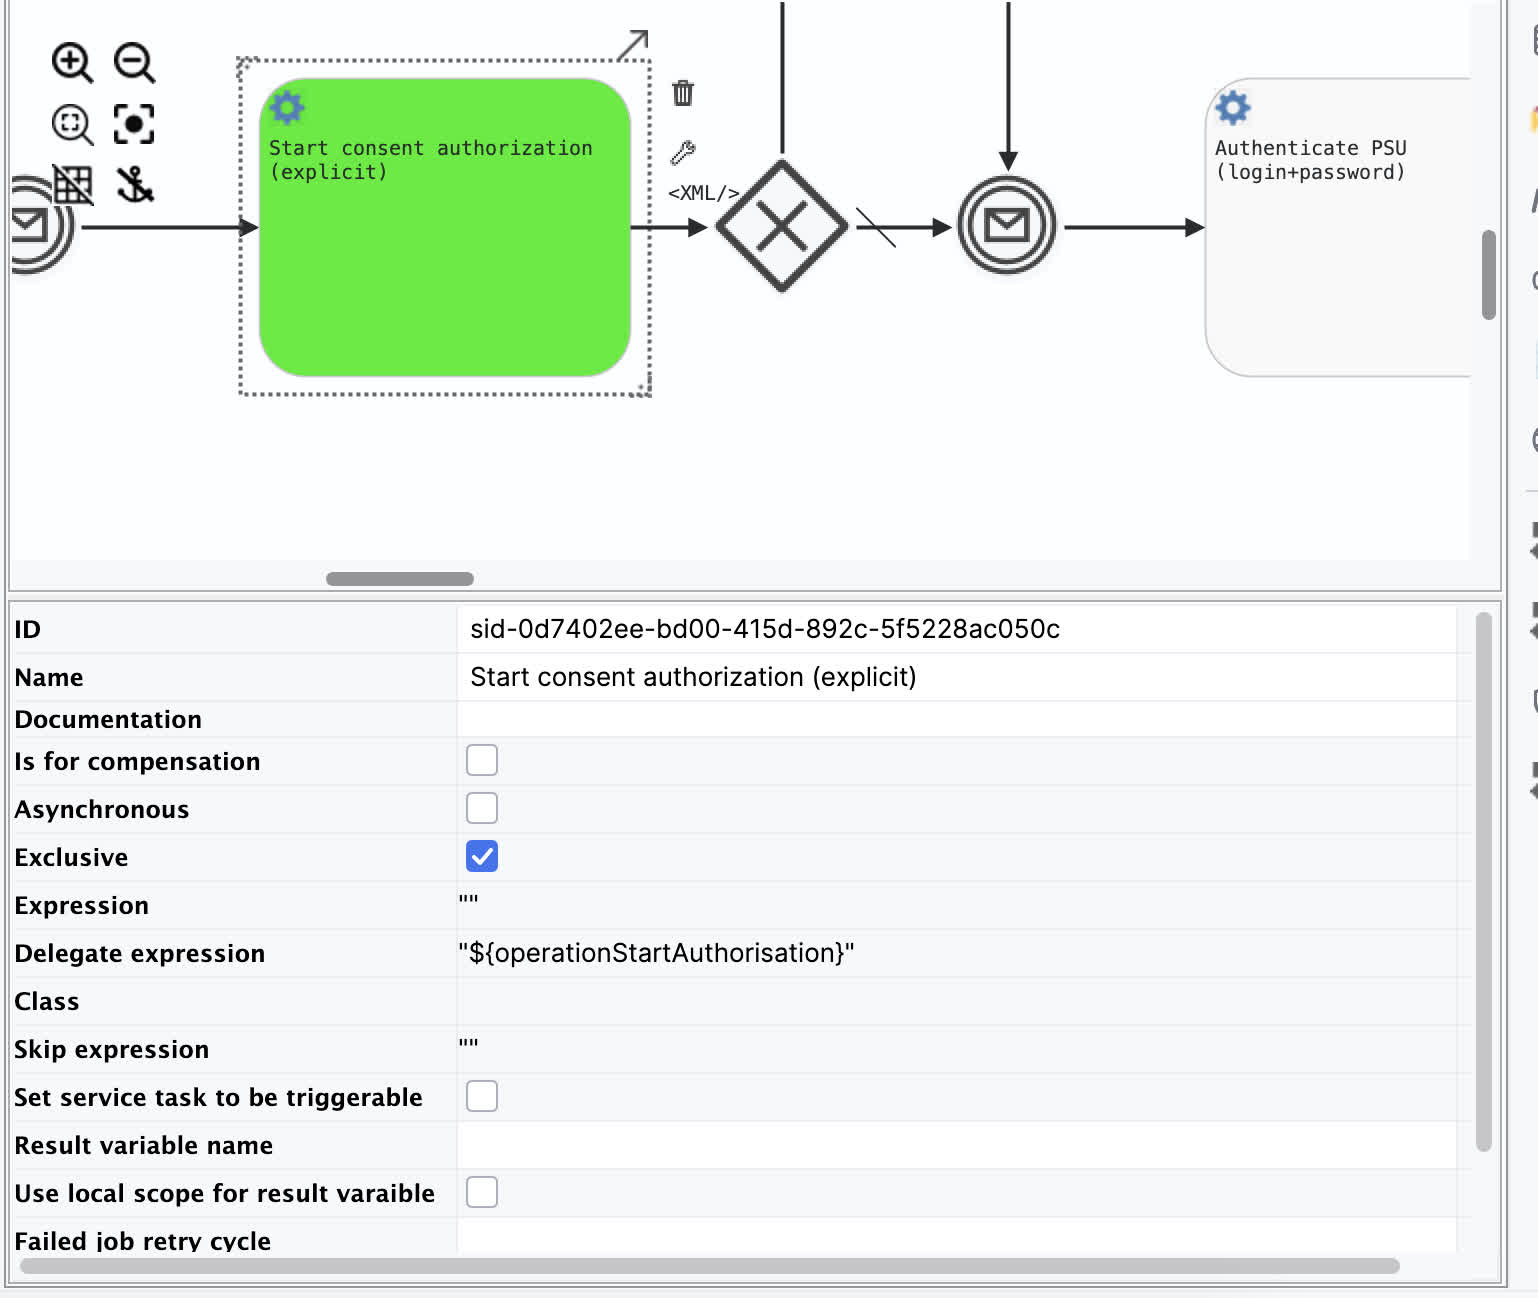 Start consent authorization
(explicit)
<XML/>
Authenticate PSU
(login+password)
ID
sid-0d7402ee-bd00-415d-892c-5f5228ac050c
Name
Start consent authorization (explicit)
Documentation
Is for compensation
Asynchronous
Exclusive
Expression
""
Delegate expression
"${operationStartAuthorisation}"
Class
Skip expression
""
Set service task to be triggerable
Result variable name
Use local scope for result varaible
Failed job retry cycle